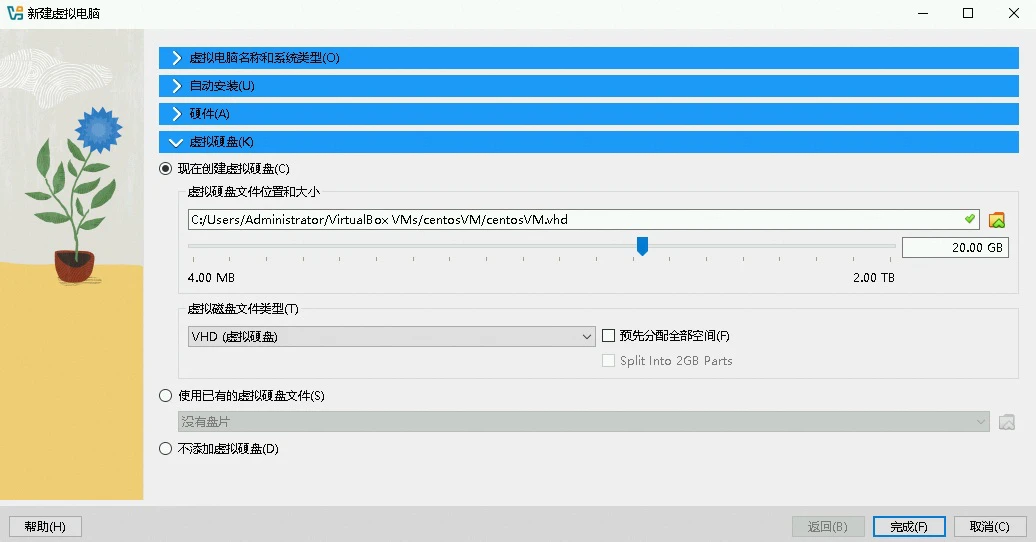 新建虚拟电脑
虚拟电脑名称和系统类型(O)
自动安装(U)
硬件(A)
虚拟硬盘(K)
现在创建虚拟硬盘(C)
虚拟硬盘文件位置和大小
C:/Users/Administrator/VirtualBox VMs/centosVM/centosVM.vhd
20.00 GB
4.00 MB 2.00 TB
虚拟磁盘文件类型(T)
VHD (虚拟硬盘) 预先分配全部空间(F)
Split Into 2GB Parts
使用已有的虚拟硬盘文件(S)
没有盘片
不添加虚拟硬盘(D)
帮助(H) 返回(B) 完成(F) 取消(C)